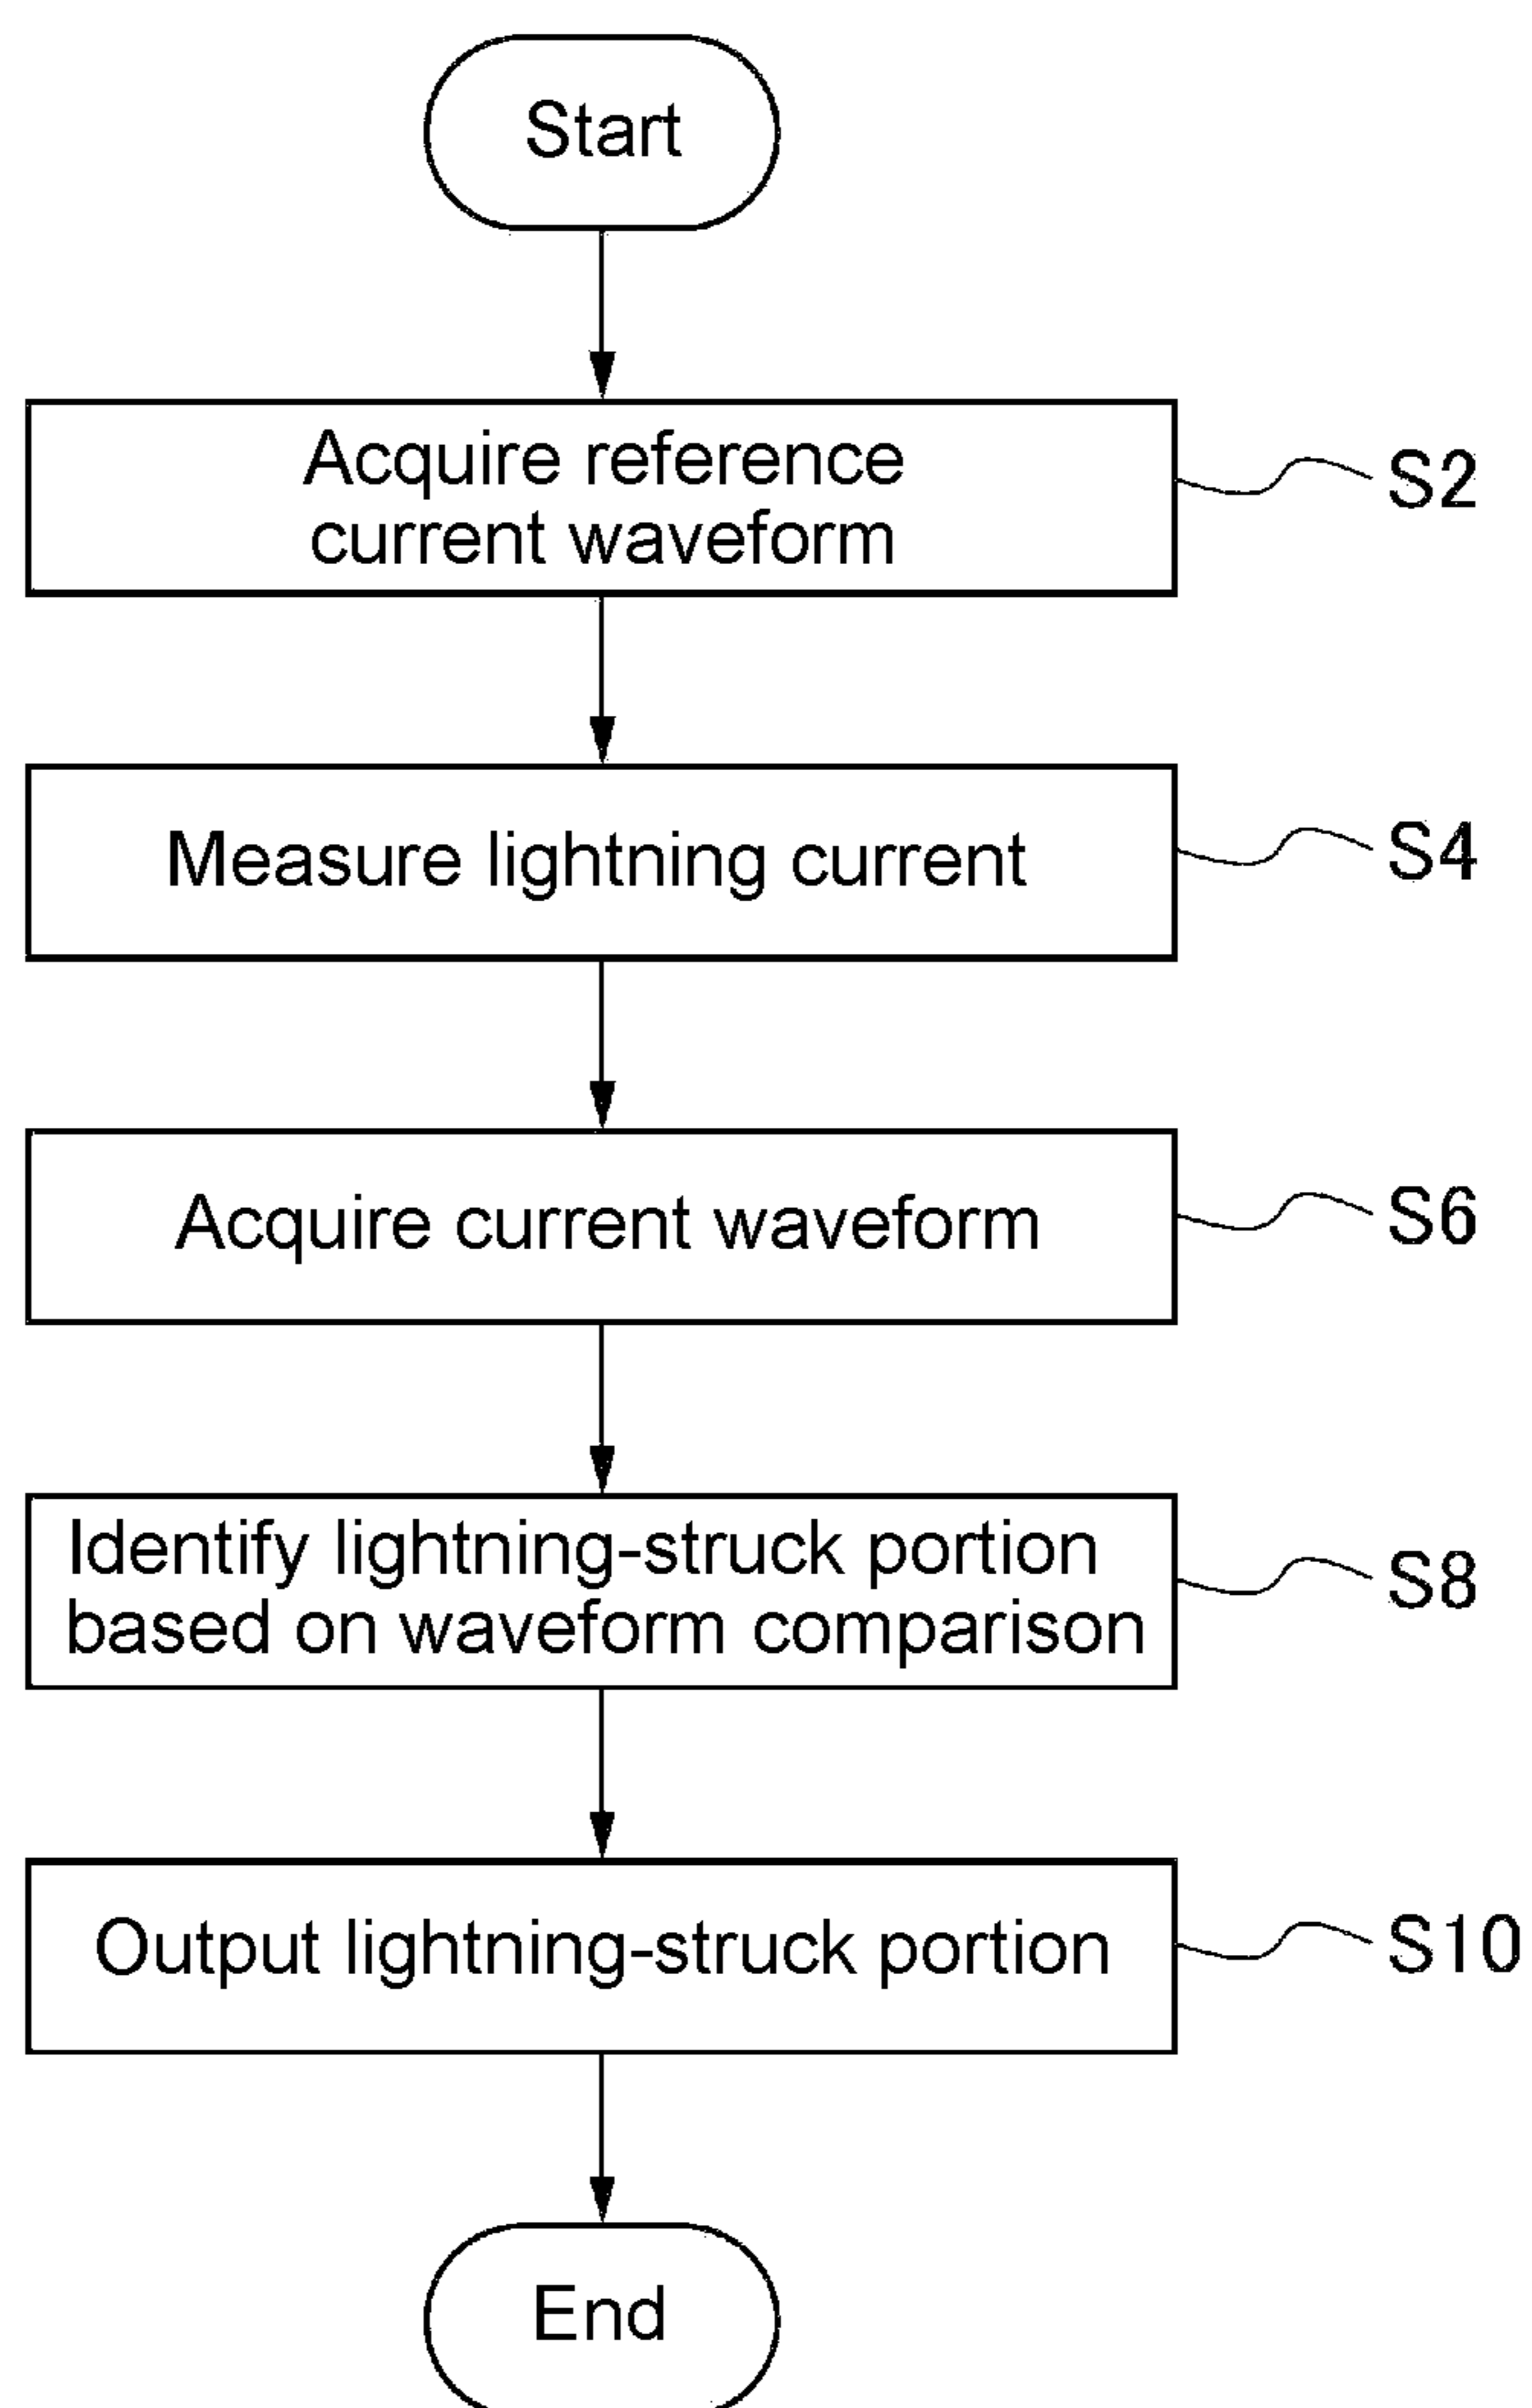 Start
Acquire reference
current waveform
S2
Measure lightning current
S4
Acquire current waveform
S6
Identify lightning-struck portion
based on waveform comparison
S8
Output lightning-struck portion
S10
End